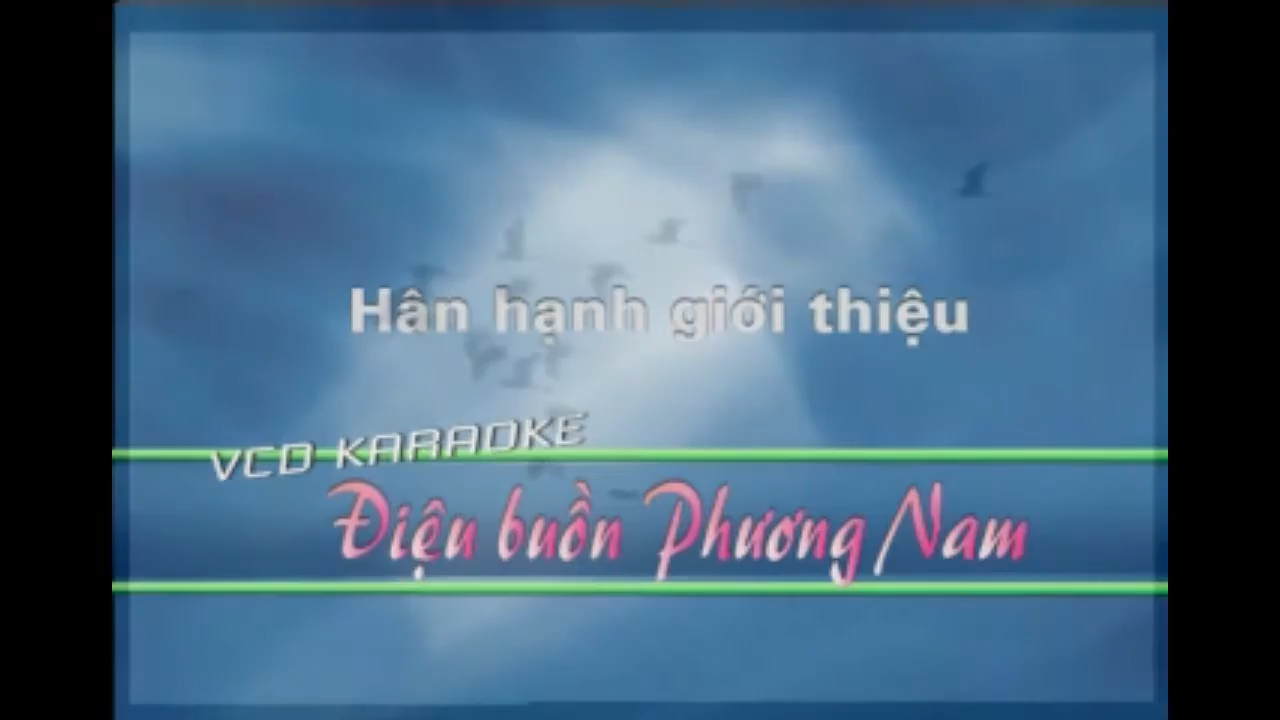 Hân hạnh giới thiệu
VCD KARAOKE
Điệu buồn Phương Nam